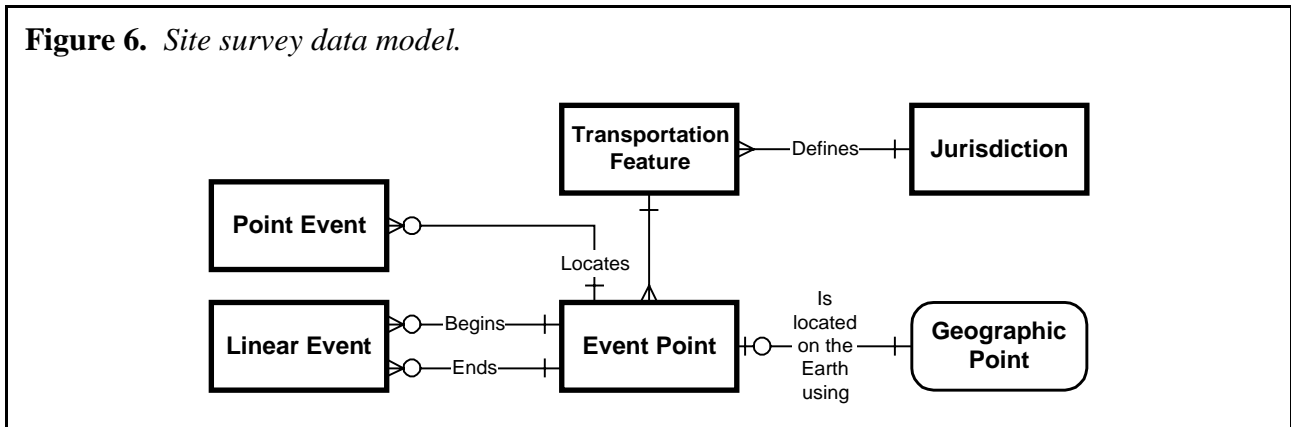 Figure 6. Site survey data model.
Transportation
Feature
Defines
Jurisdiction
Point Event
Locates
Linear Event
Begins
Ends
Event Point
Is
located
on the
Earth
using
Geographic
Point